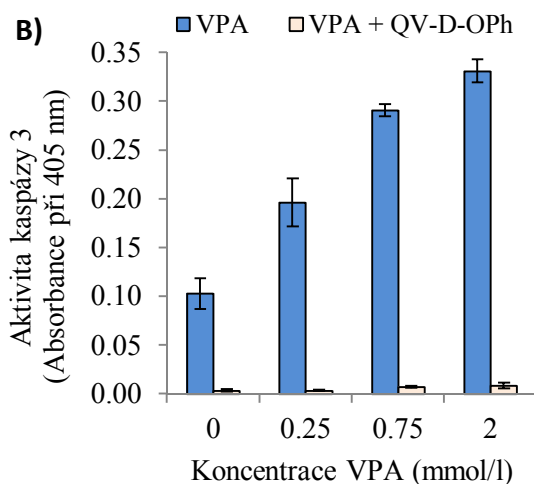 B)
VPA
VPA + QV-D-OPh
Aktivita kaspázy 3
(Absorbance při 405 nm)
0.35
0.30
0.25
0.20
0.15
0.10
0.05
0.00
0 0.25 0.75 2
Koncentrace VPA (mmol/l)